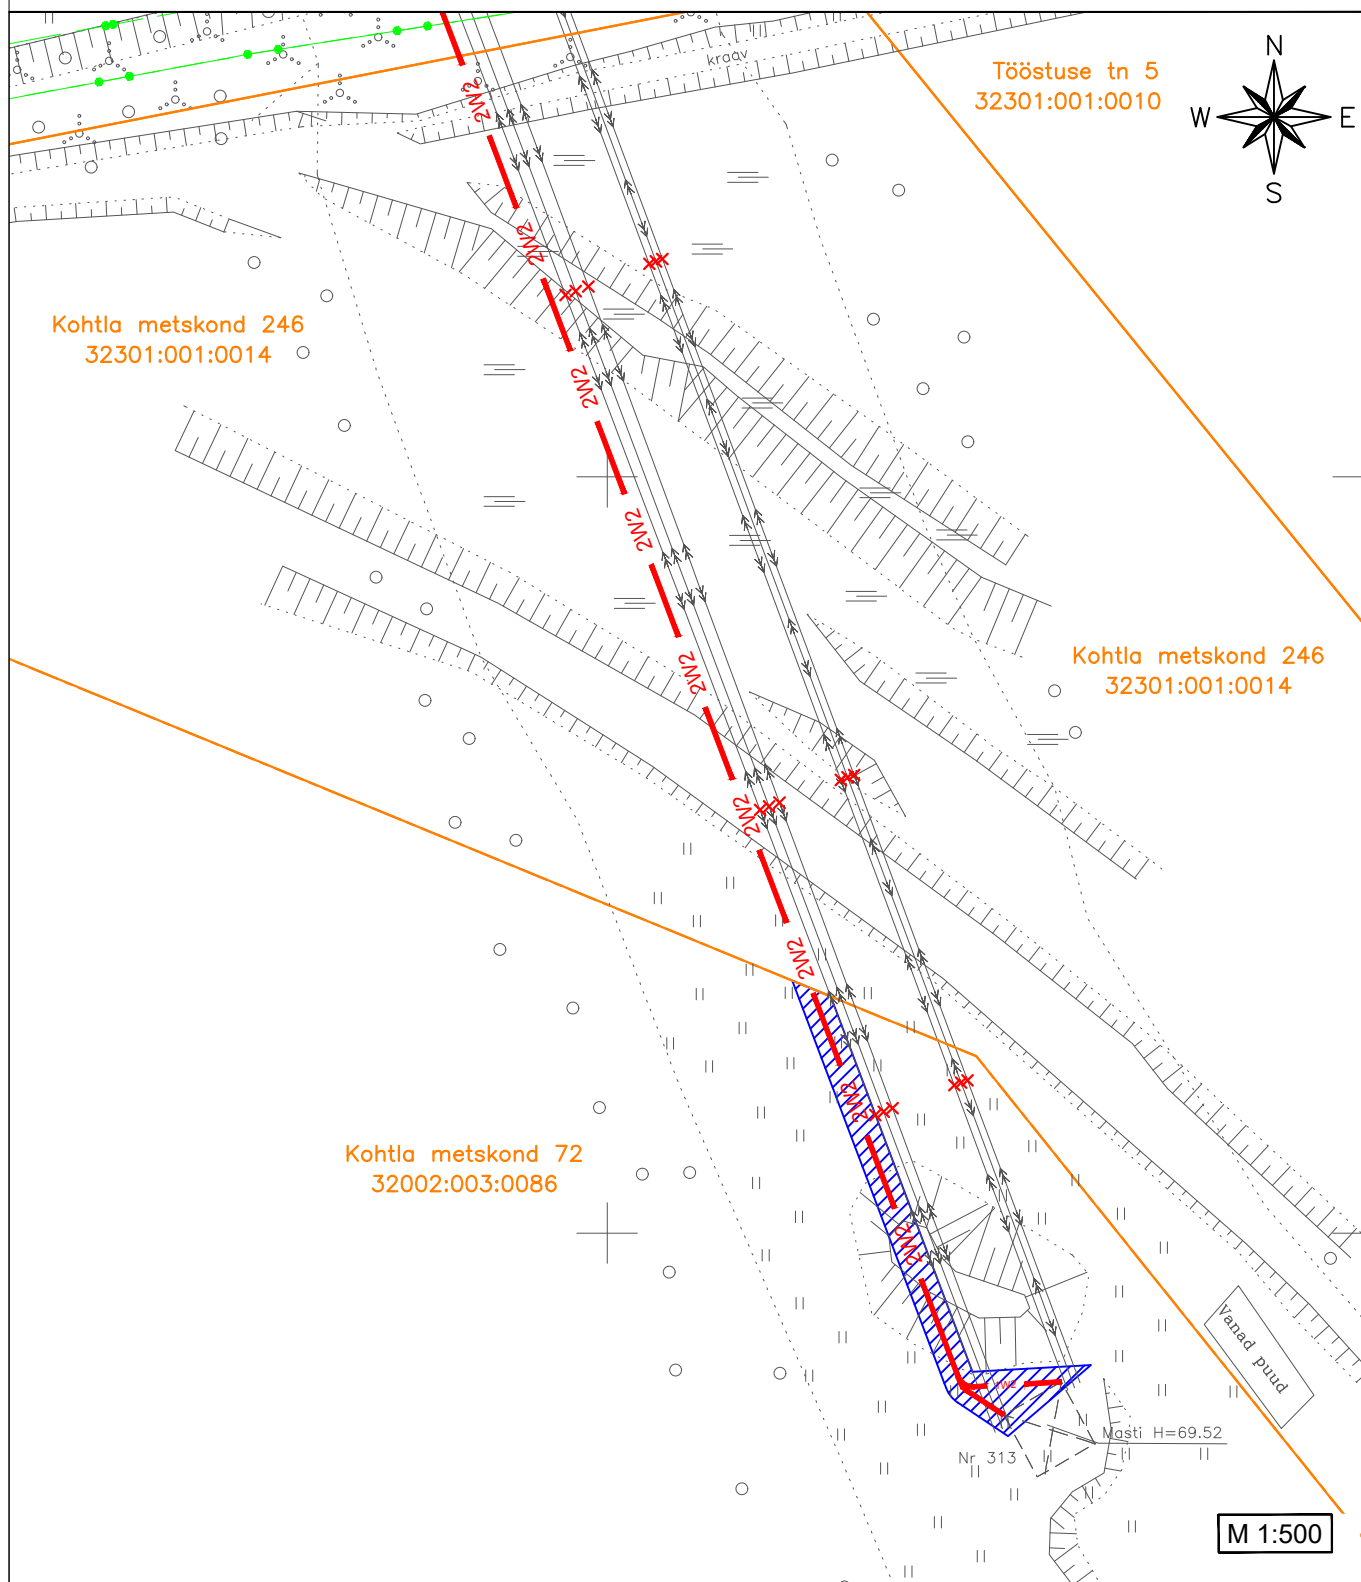 kraav
Tööstuse tn 5
32301:001:0010
N
W
E
S
2W2
2W2
Kohtla metskond 246
32301:001:0014
2W2
2W2
2W2
Kohtla metskond 246
32301:001:0014
2W2
2W2
2W2
Kohtla metskond 72
32002:003:0086
2W2
Vanad puud
Masti H=69.52
Nr 313
M 1:500